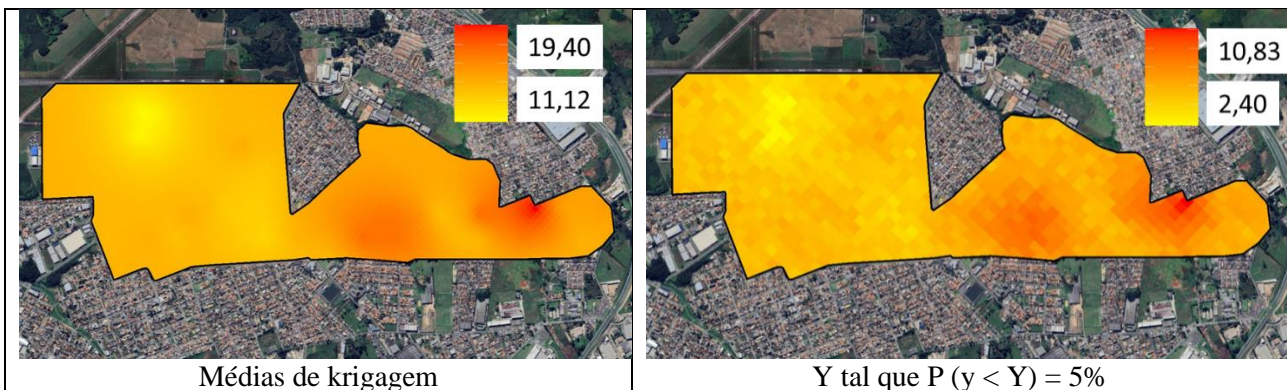 19,40
11,12
10,83
2,40
Médias de krigagem
Y tal que P (y < Y) = 5%